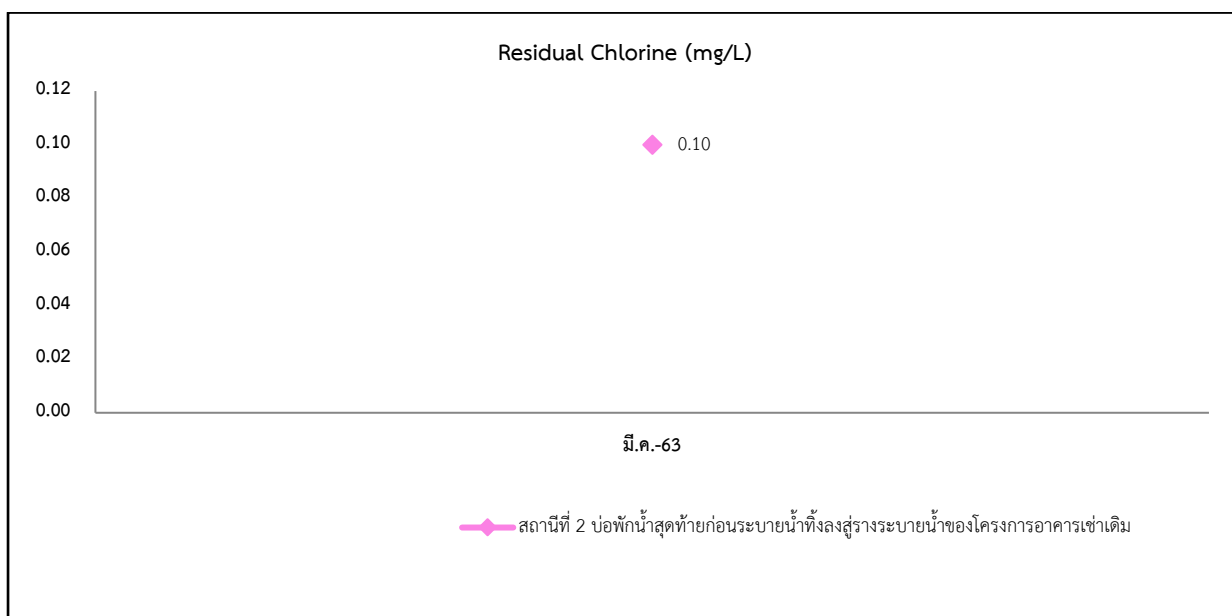 Residual Chlorine (mg/L)
0.12
0.10
0.10
0.08
0.06
0.04
0.02
0.00
มี.ค.-63
สถานีที่ 2 บ่อพักน้ำสุดท้ายก่อนระบายน้ำทิ้งลงสู่รางระบายน้ำของโครงการอาคารเช่าเดิม